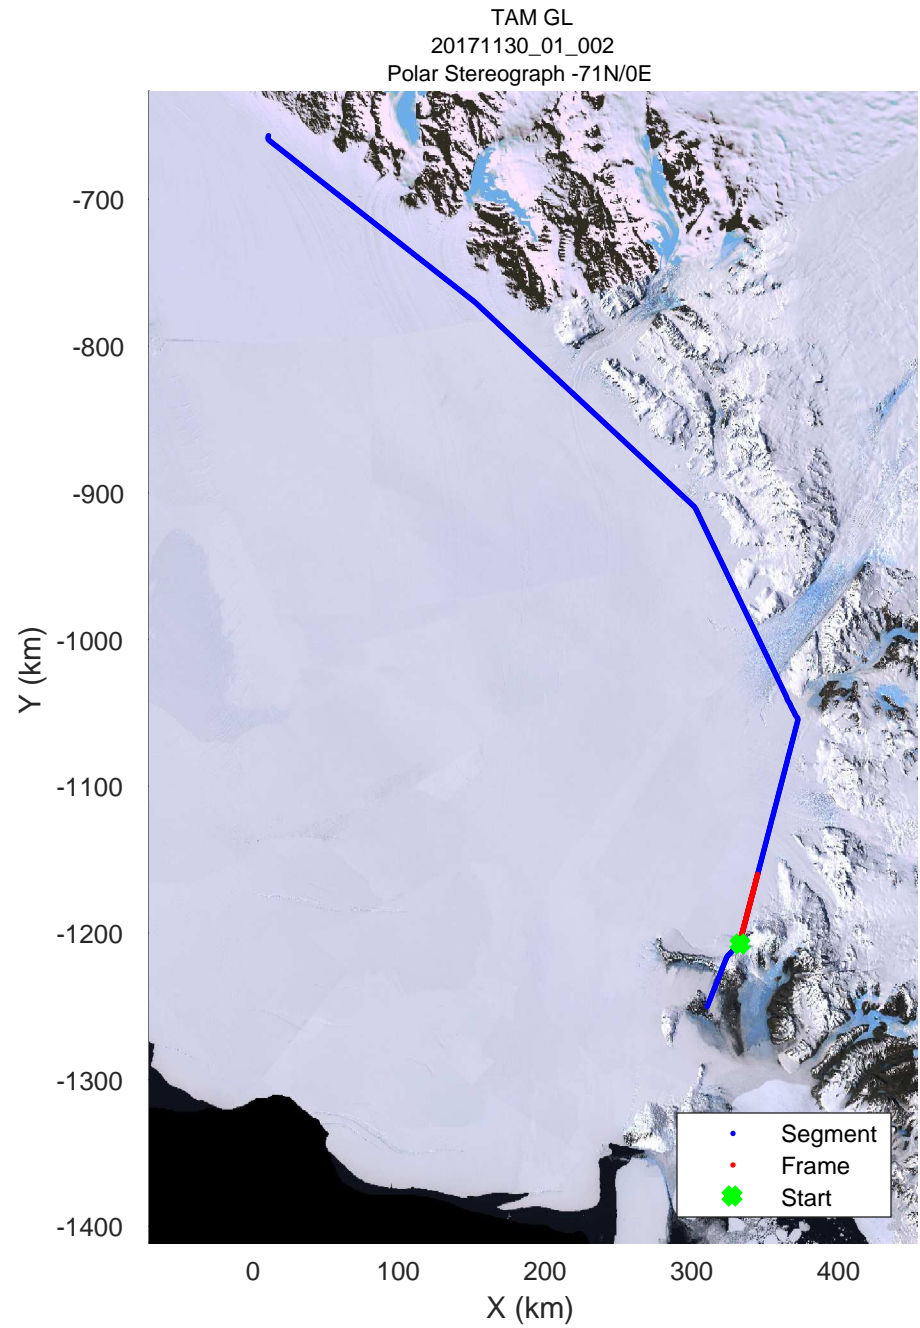 TAM GL
20171130_01_002
Polar Stereograph -71N/0E
-700
-800
-900
-1000
-1100
-1200
-1300
-1400
Y (km)
0 100 200 300 400
X (km)
Segment
Frame
Start